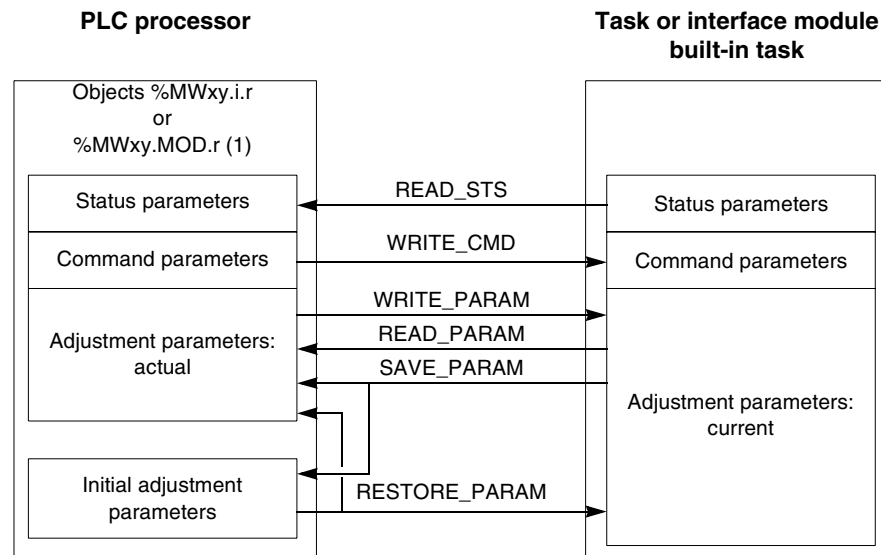 PLC processor
Task or interface module
built-in task
Objects %MWxy.i.r
or
%MWxy.MOD.r (1)
READ_STS
Status parameters
Status parameters
WRITE_CMD
Command parameters
Command parameters
WRITE_PARAM
READ_PARAM
SAVE_PARAM
Adjustment parameters:
actual
Adjustment parameters:
current
Initial adjustment
parameters
RESTORE_PARAM